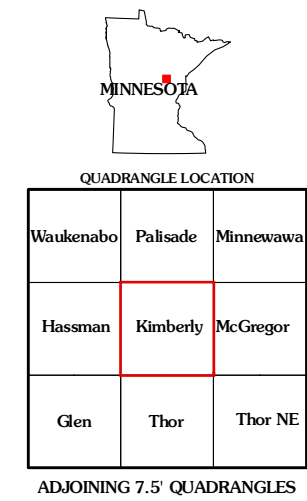 MINNESOTA
QUADRANGLE LOCATION
Waukenabo Palisade Minnewawa
Hassman Kimberly McGregor
Glen Thor Thor NE
ADJOINING 7.5' QUADRANGLES